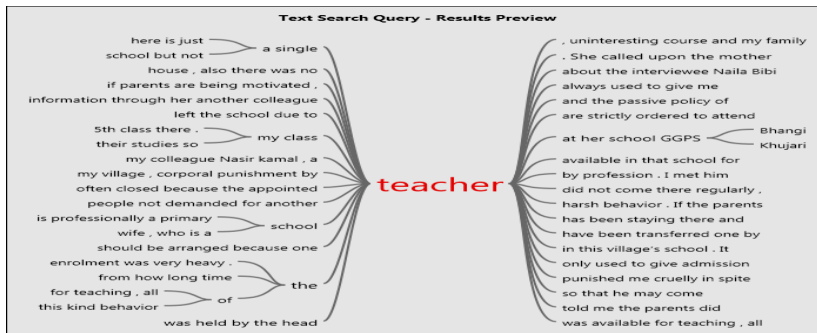 Text Search Query - Results Preview
here is just
school but not
a single
house , also there was no
if parents are being motivated ,
information through her another colleague
left the school due to
5th class there .
their studies so
my class
my colleague Nasir kamal , a
my village , corporal punishment by
often closed because the appointed
people not demanded for another
is professionally a primary
wife , who is a
school
should be arranged because one
enrolment was very heavy .
from how long time
for teaching , all
this kind behavior
of
the
was held by the head
teacher
, uninteresting course and my family
. She called upon the mother
about the interviewee Naila Bibi
always used to give me
and the passive policy of
are strictly ordered to attend
at her school GGPS
Bhangi
Khujari
available in that school for
by profession . I met him
did not come there regularly ,
harsh behavior . If the parents
has been staying there and
have been transferred one by
in this village's school . It
only used to give admission
punished me cruelly in spite
so that he may come
told me the parents did
was available for teaching , all